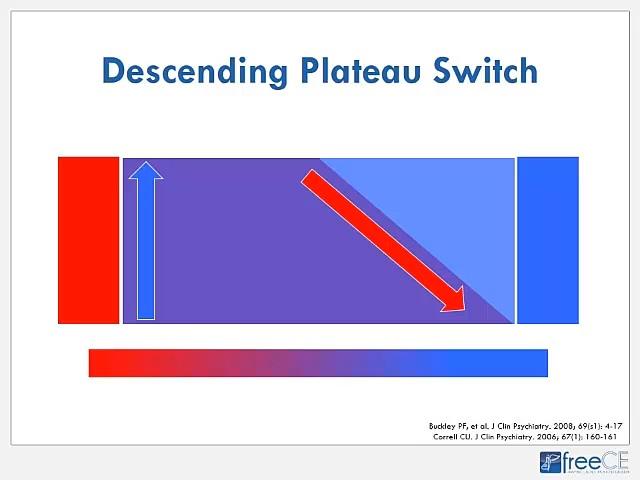 Descending Plateau Switch
Buckley PF, et al. J Clin Psychiatry. 2008; 69(s1): 4-17
Correll CU. J Clin Psychiatry. 2006; 67(1): 160-161
freeCE